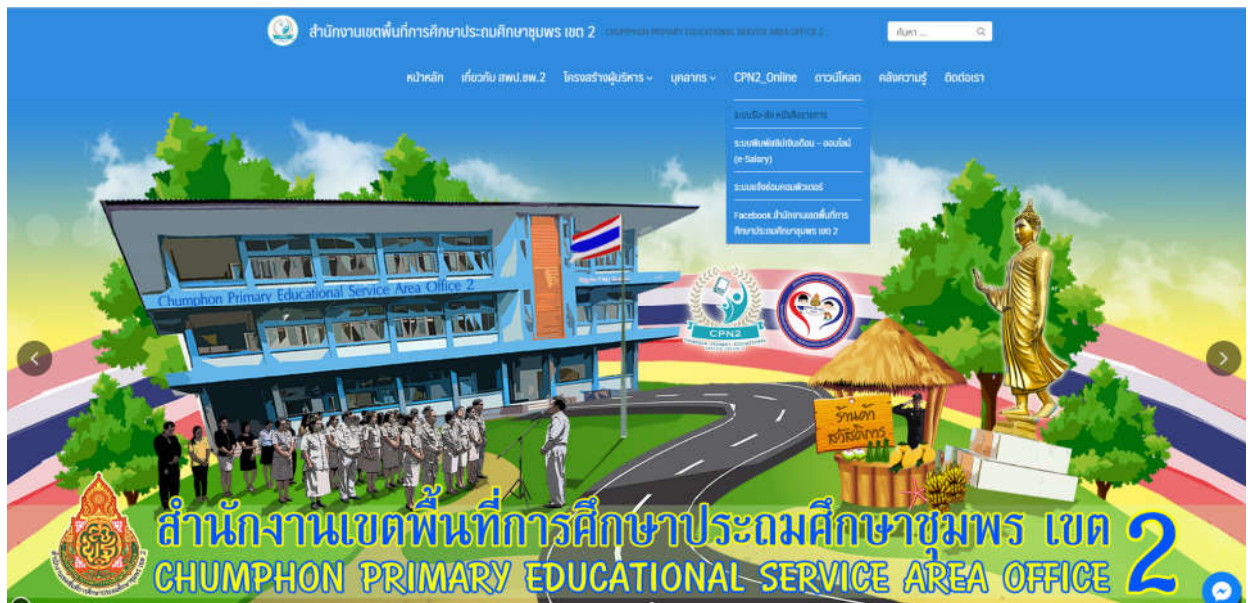 สำนักงานเขตพื้นที่การศึกษาประถมศึกษาชุมพร เขต 2 CHUMPHON PRIMARY EDUCATIONAL SERVICE AREA OFFICE 2
ค้นหา ...
หน้าหลัก เกี่ยวกับ สพป.ชพ.2 โครงสร้างผู้บริหาร บุคลากร CPN2_Online ดาวน์โหลด คลังความรู้ ติดต่อเรา
ระบบรับ-ส่ง หนังสือราชการ
ระบบพิมพ์สลิปเงินเดือน – ออนไลน์
(e-Salary)
ระบบแจ้งซ่อมคอมพิวเตอร์
Facebook สำนักงานเขตพื้นที่การ
ศึกษาประถมศึกษาชุมพร เขต 2
Chumphon Primary Educational Service Area Office 2
CPN2
ร้านค้า
สวัสดิการ
สำนักงานเขตพื้นที่การศึกษาประถมศึกษาชุมพร เขต 2
CHUMPHON PRIMARY EDUCATIONAL SERVICE AREA OFFICE